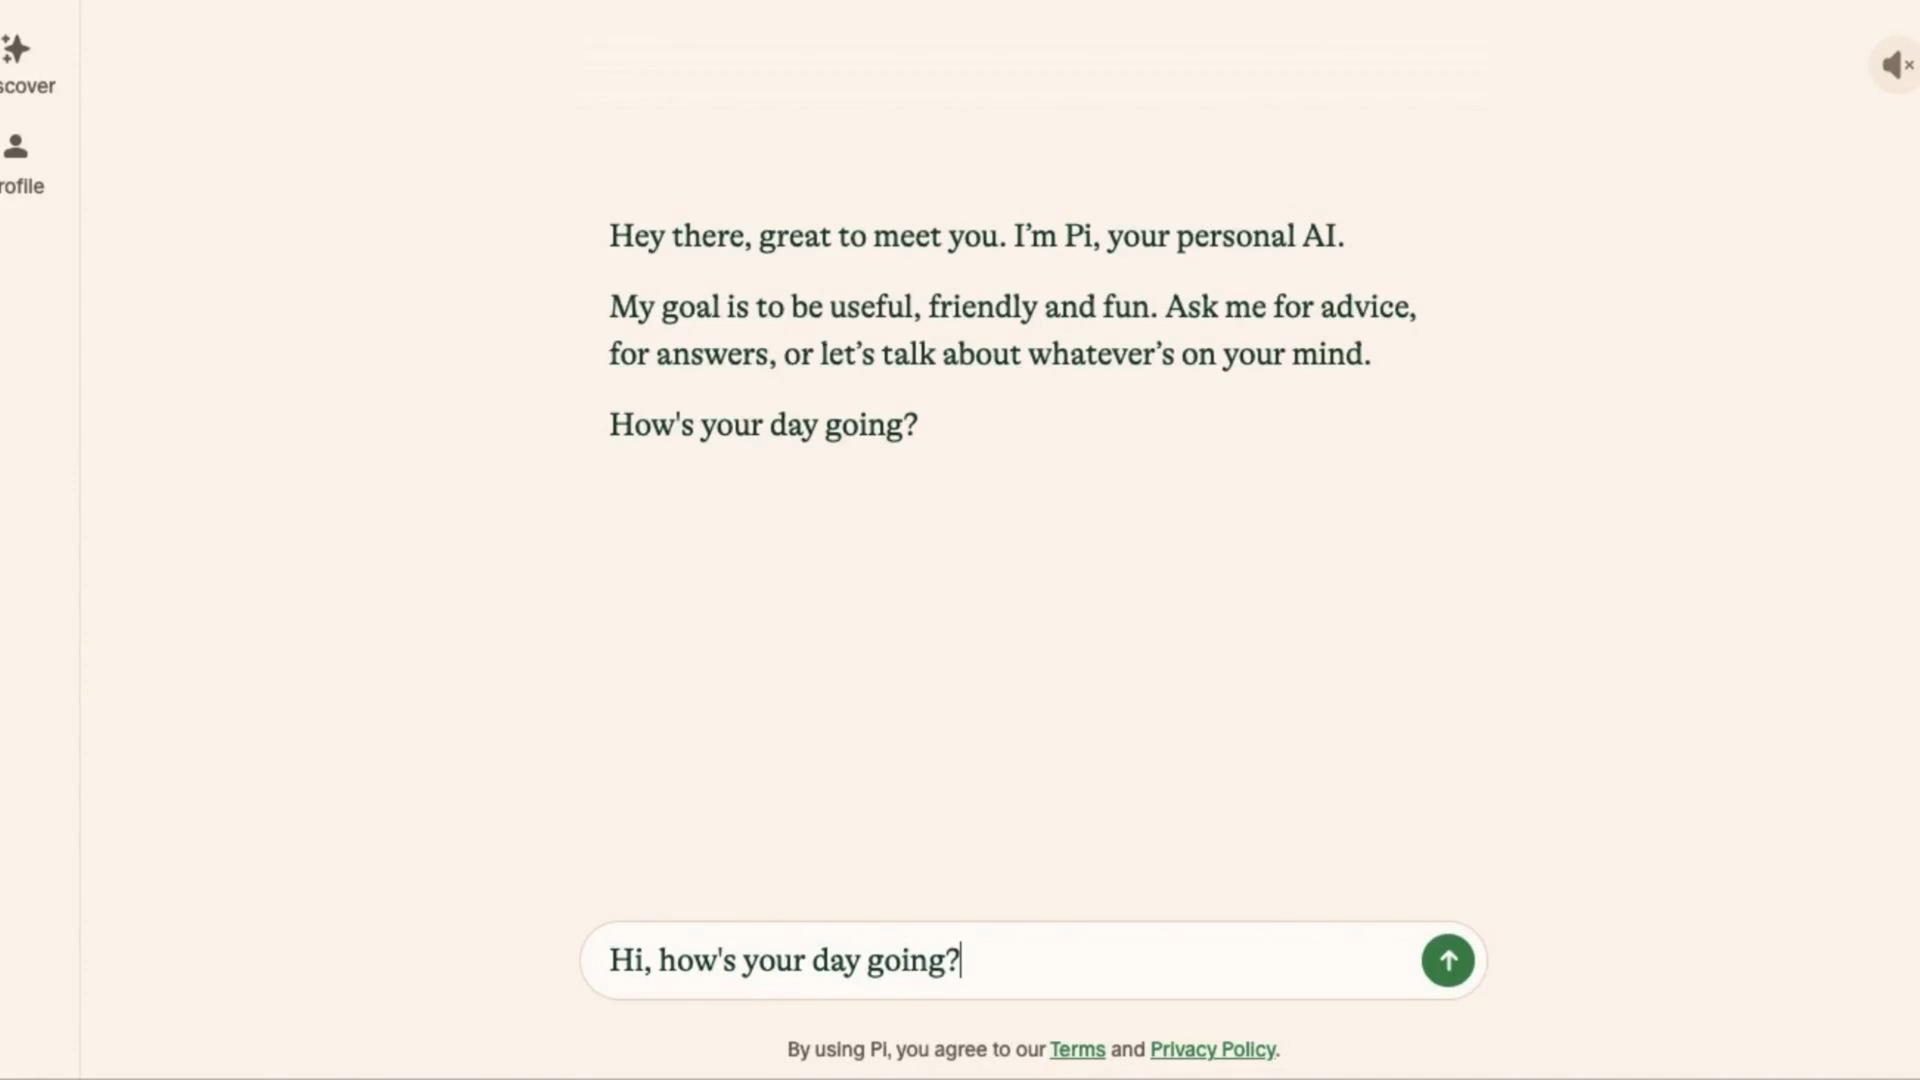 scover
rofile
Hey there, great to meet you. I’m Pi, your personal AI.
My goal is to be useful, friendly and fun. Ask me for advice,
for answers, or let’s talk about whatever’s on your mind.
How's your day going?
Hi, how's your day going?
By using Pi, you agree to our Terms and Privacy Policy.